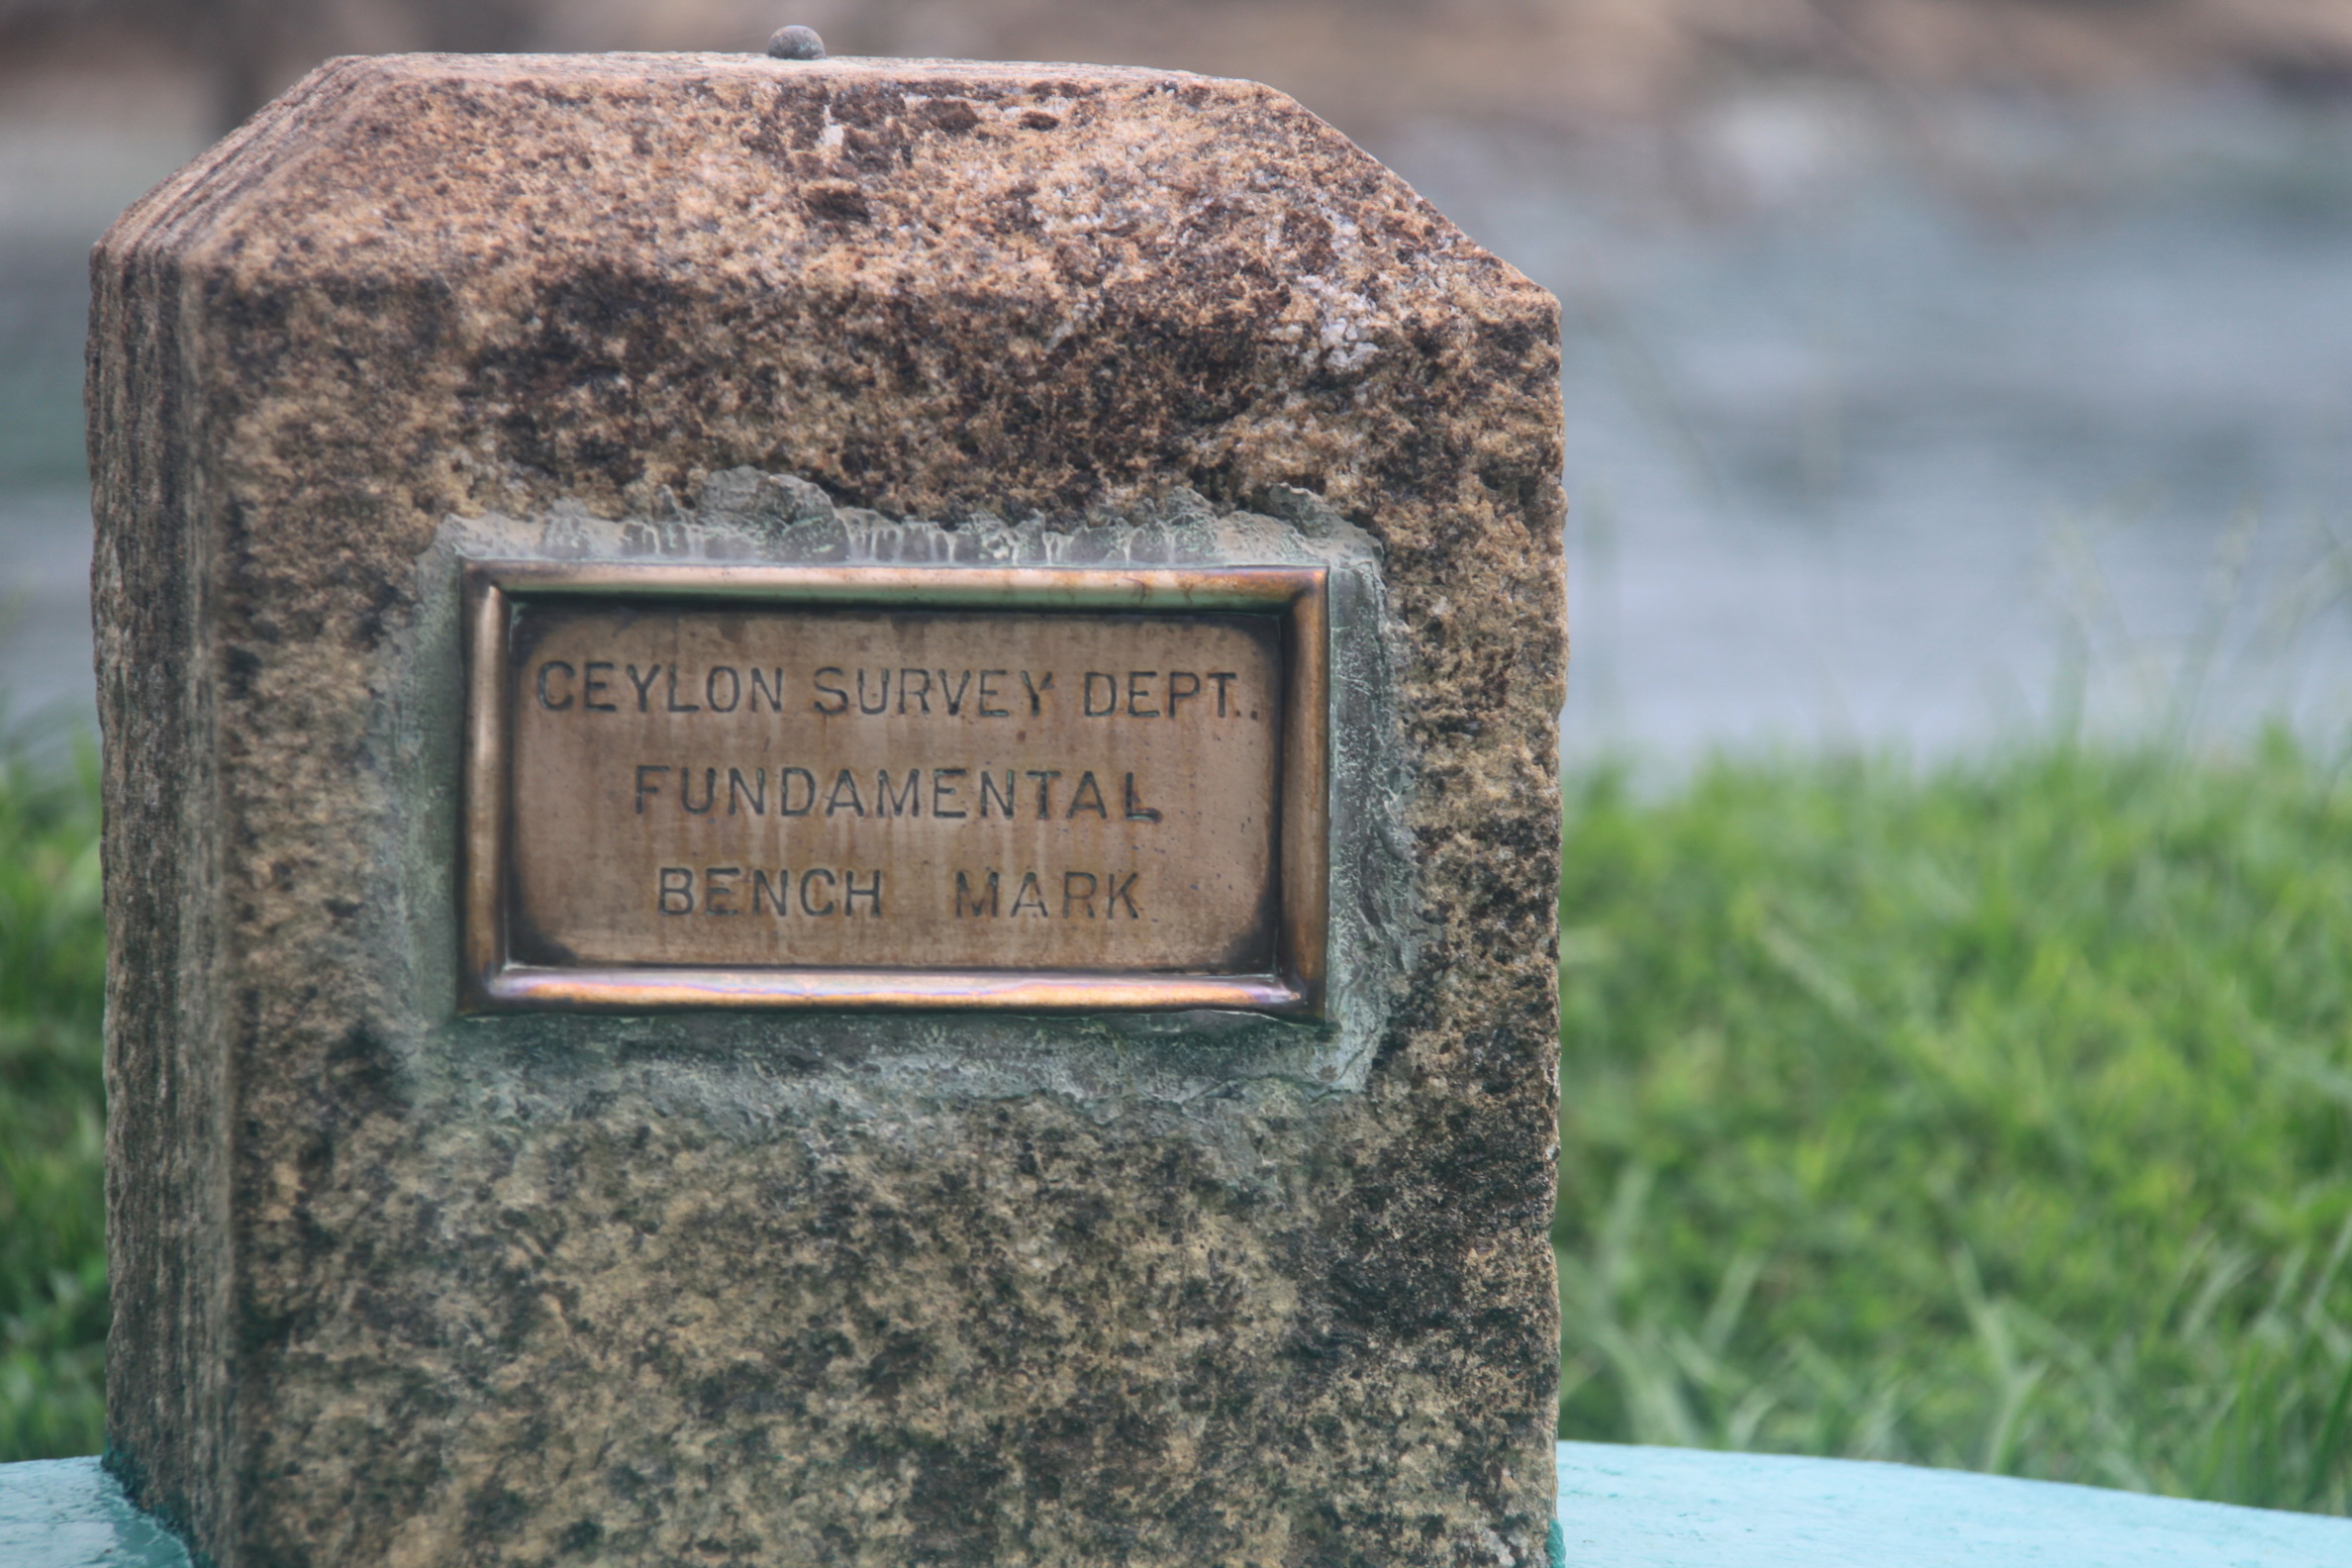 CEYLON SURVEY DEPT.
FUNDAMENTAL
BENCH MARK